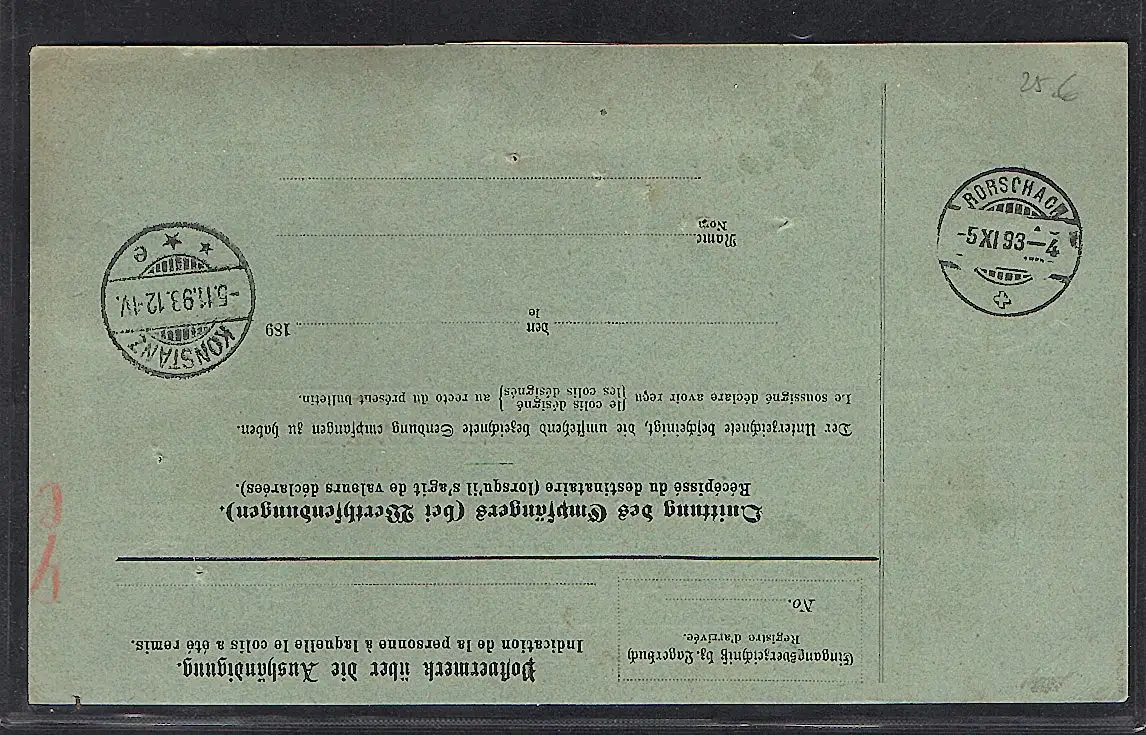 Postvermerk über die Aushändigung.
Indication de la personne à laquelle le colis a été remis.
Eingangsverzeichniß bz. Lagerbuch
Registre d'arrivée.
No.
Quittung des Empfängers (bei Werthsendungen).
Récépissé du destinataire (lorsqu'il s'agit de valeurs déclarées).
Der Unterzeichnete bescheinigt, die umstehend bezeichnete Sendung empfangen zu haben.
Le soussigné déclare avoir reçu {le colis désigné / les colis désignés} au recto du présent bulletin.
den
le
189
Name.
Nom
KONSTANZ
-5.11.93.12-1V.
e
RORSCHACH
-5 XI 93-4
25.